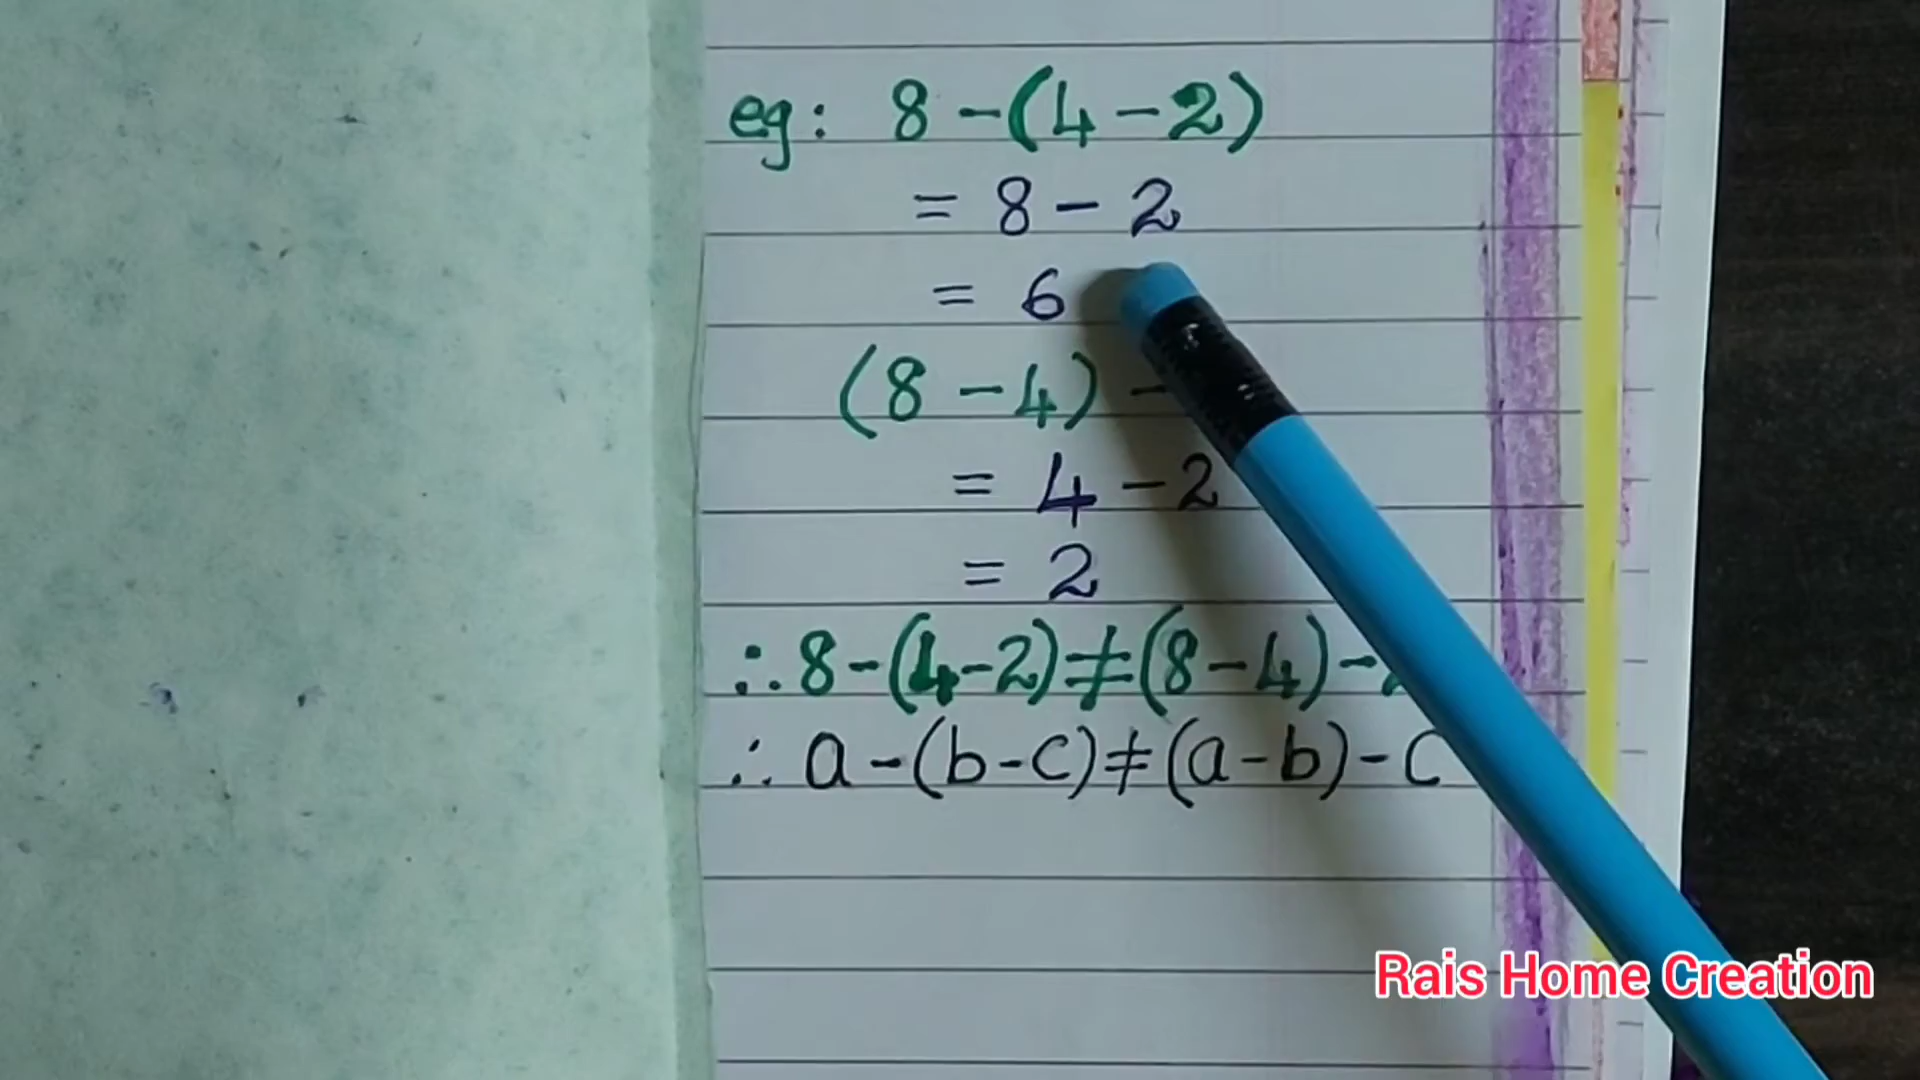 eg: 8 - (4 - 2)
= 8 - 2
= 6
(8 - 4) -
= 4 - 2
= 2
∴ 8 - (4 - 2) ≠ (8 - 4) -
∴ a - (b - c) ≠ (a - b) - c
Rais Home Creation